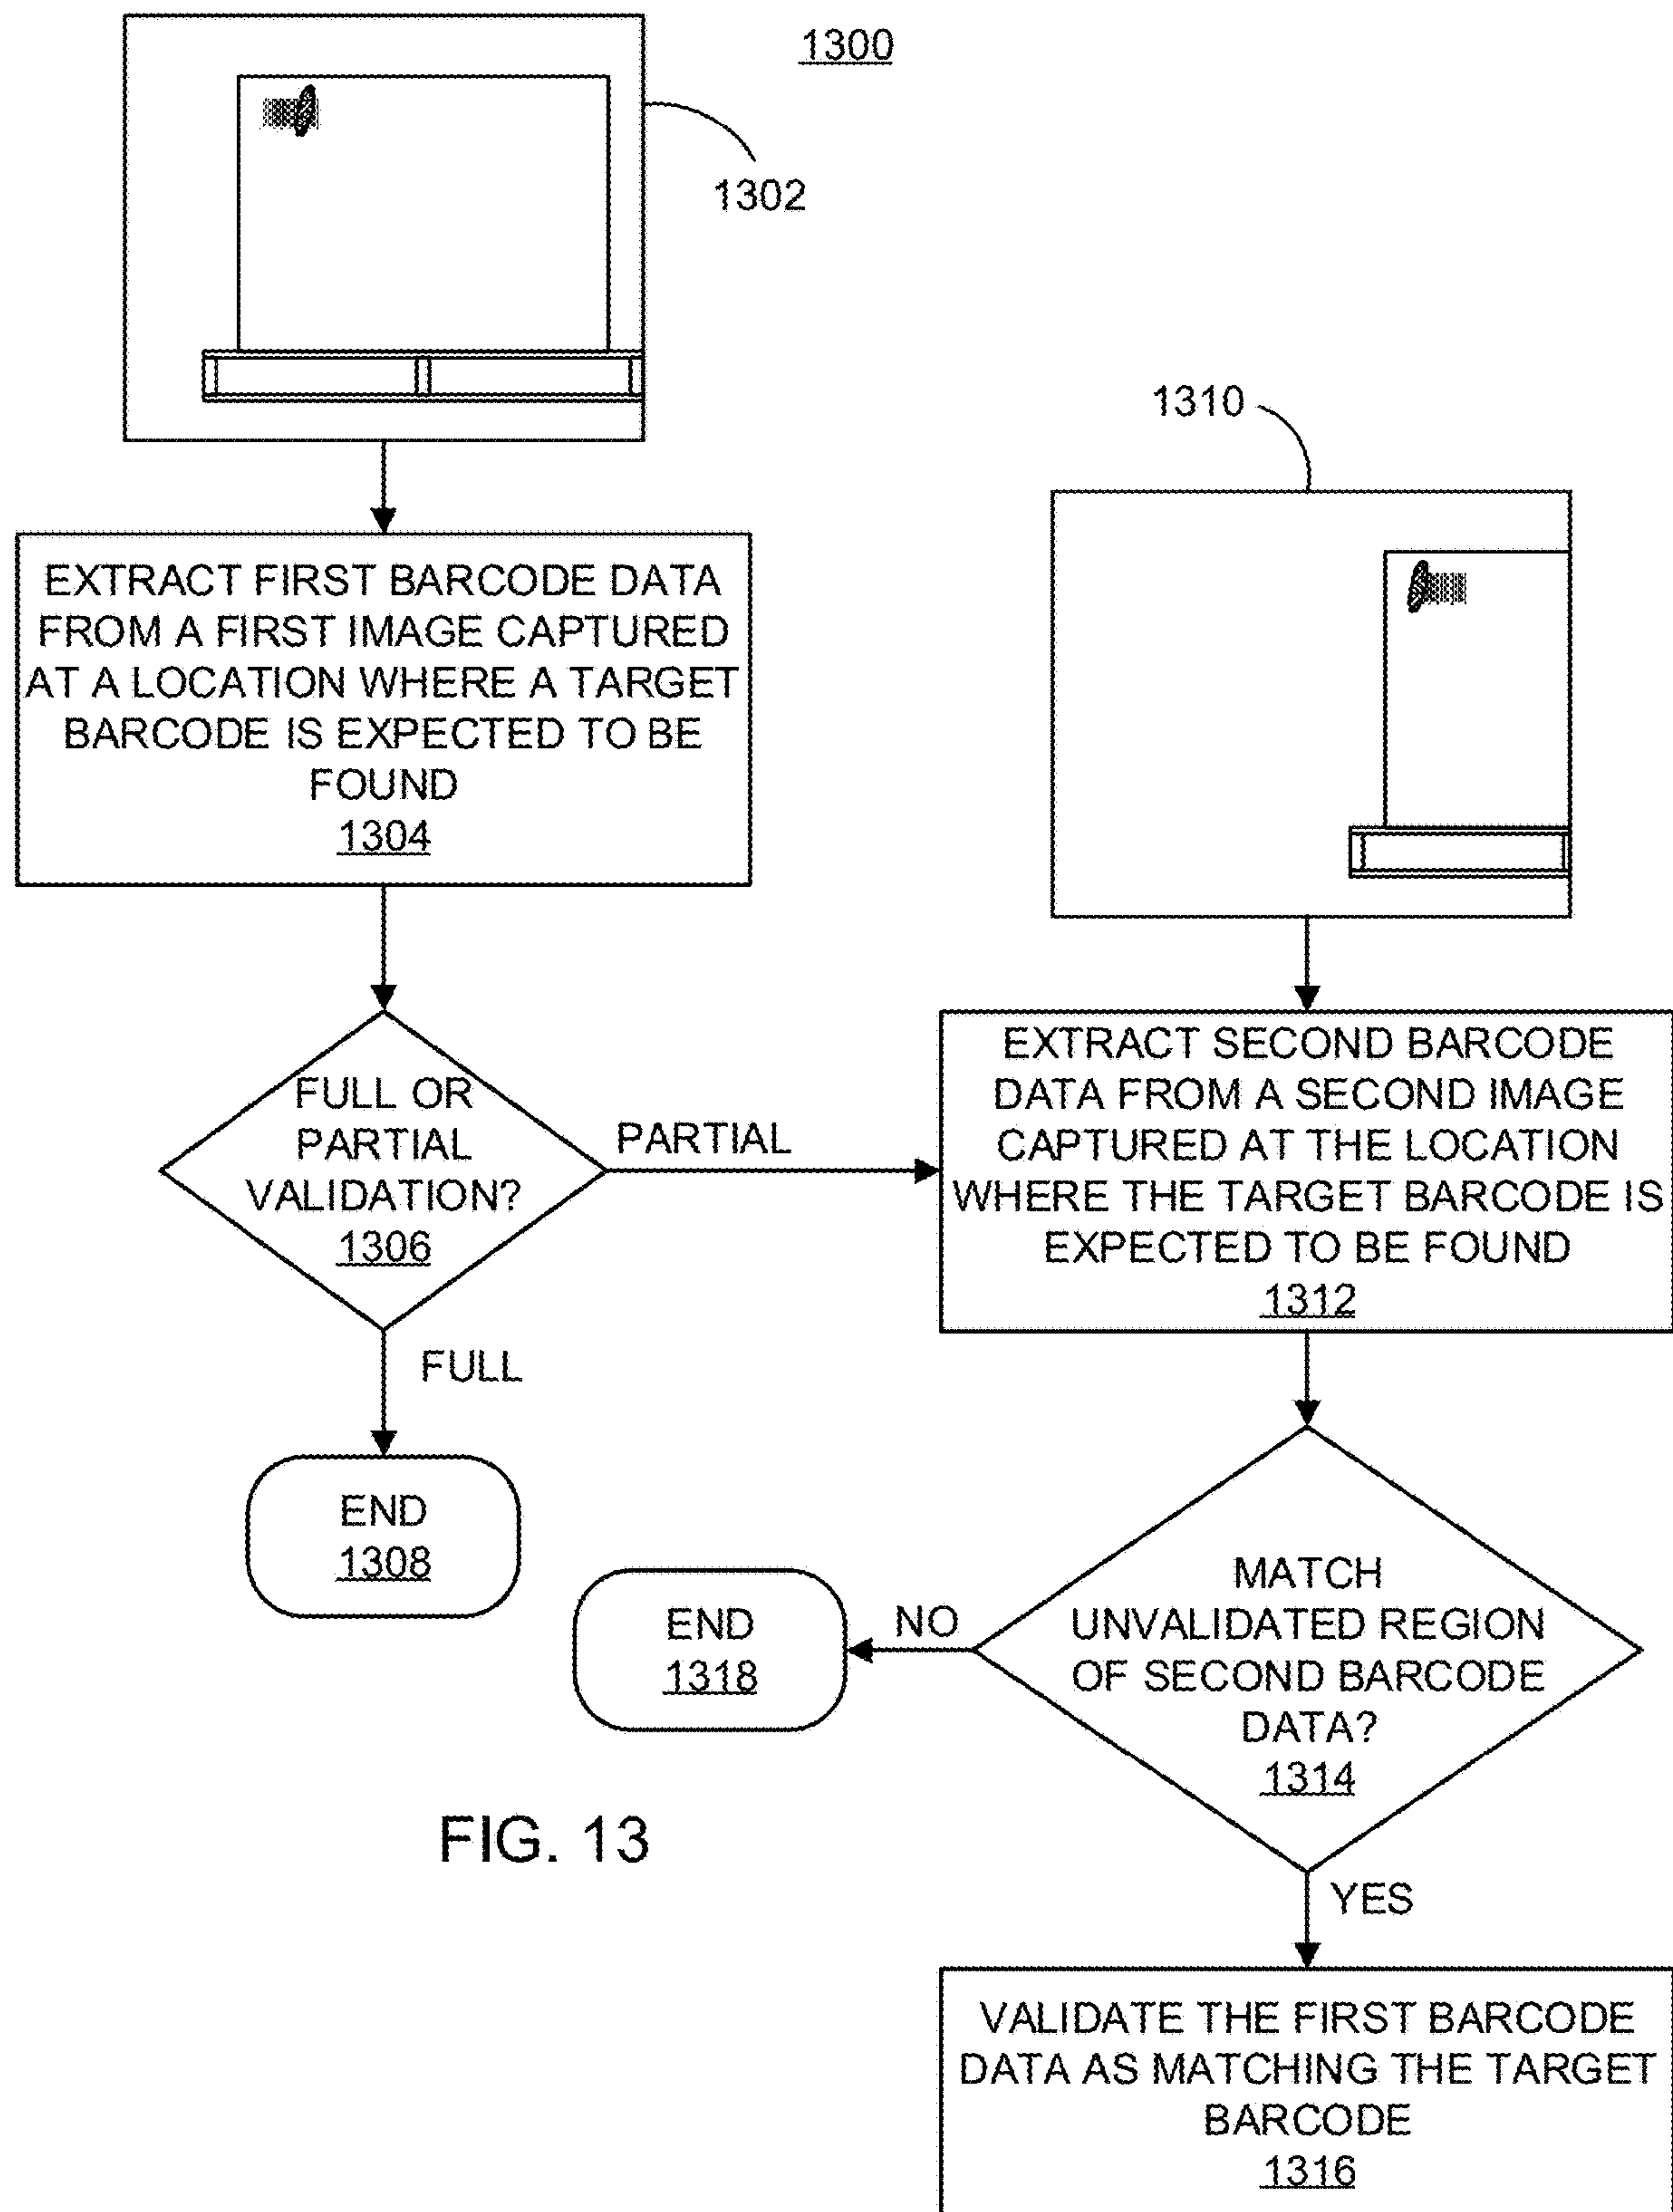 1300
1302
EXTRACT FIRST BARCODE DATA
FROM A FIRST IMAGE CAPTURED
AT A LOCATION WHERE A TARGET
BARCODE IS EXPECTED TO BE
FOUND
1304
FULL OR
PARTIAL
VALIDATION?
1306
PARTIAL
FULL
END
1308
1310
EXTRACT SECOND BARCODE
DATA FROM A SECOND IMAGE
CAPTURED AT THE LOCATION
WHERE THE TARGET BARCODE IS
EXPECTED TO BE FOUND
1312
MATCH
UNVALIDATED REGION
OF SECOND BARCODE
DATA?
1314
NO
END
1318
YES
VALIDATE THE FIRST BARCODE
DATA AS MATCHING THE TARGET
BARCODE
1316
FIG. 13